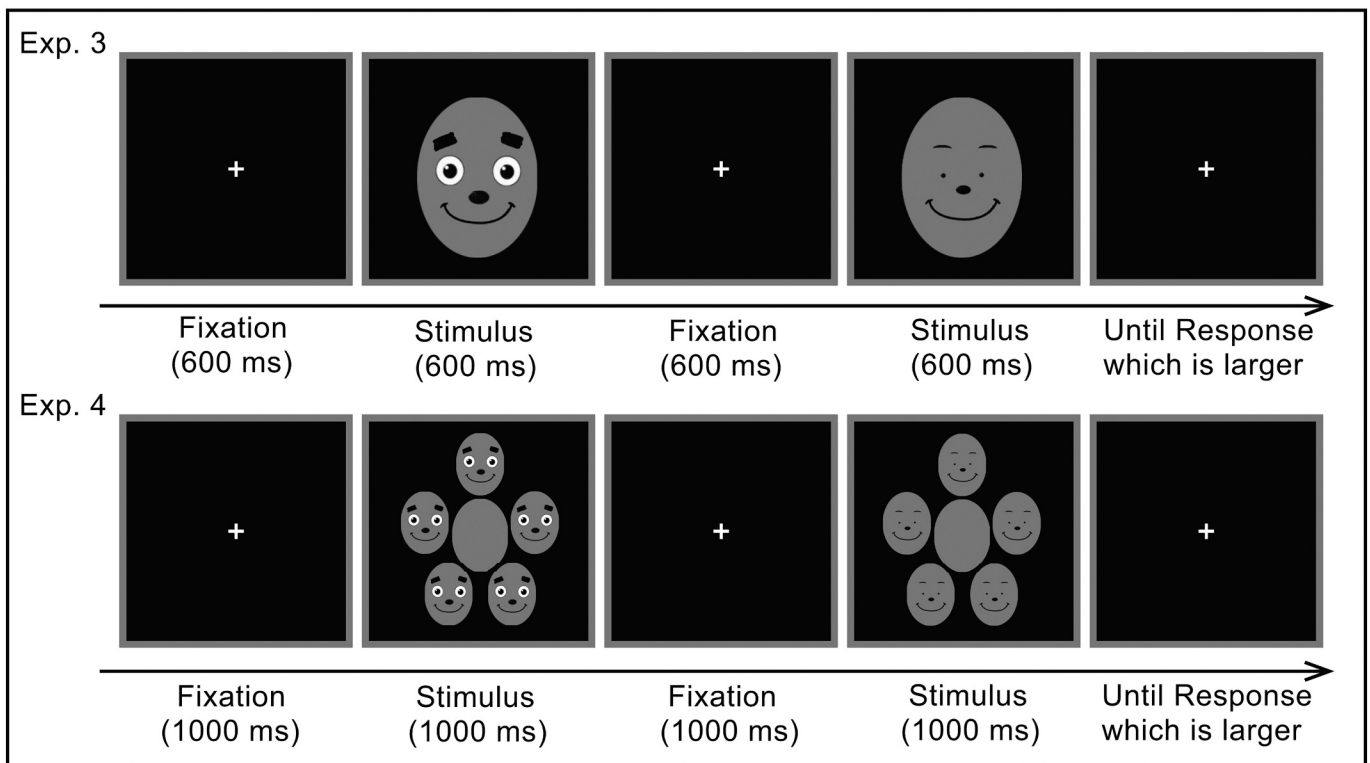 Exp. 3
Fixation
(600 ms)
Stimulus
(600 ms)
Fixation
(600 ms)
Stimulus
(600 ms)
Until Response
which is larger
Exp. 4
Fixation
(1000 ms)
Stimulus
(1000 ms)
Fixation
(1000 ms)
Stimulus
(1000 ms)
Until Response
which is larger